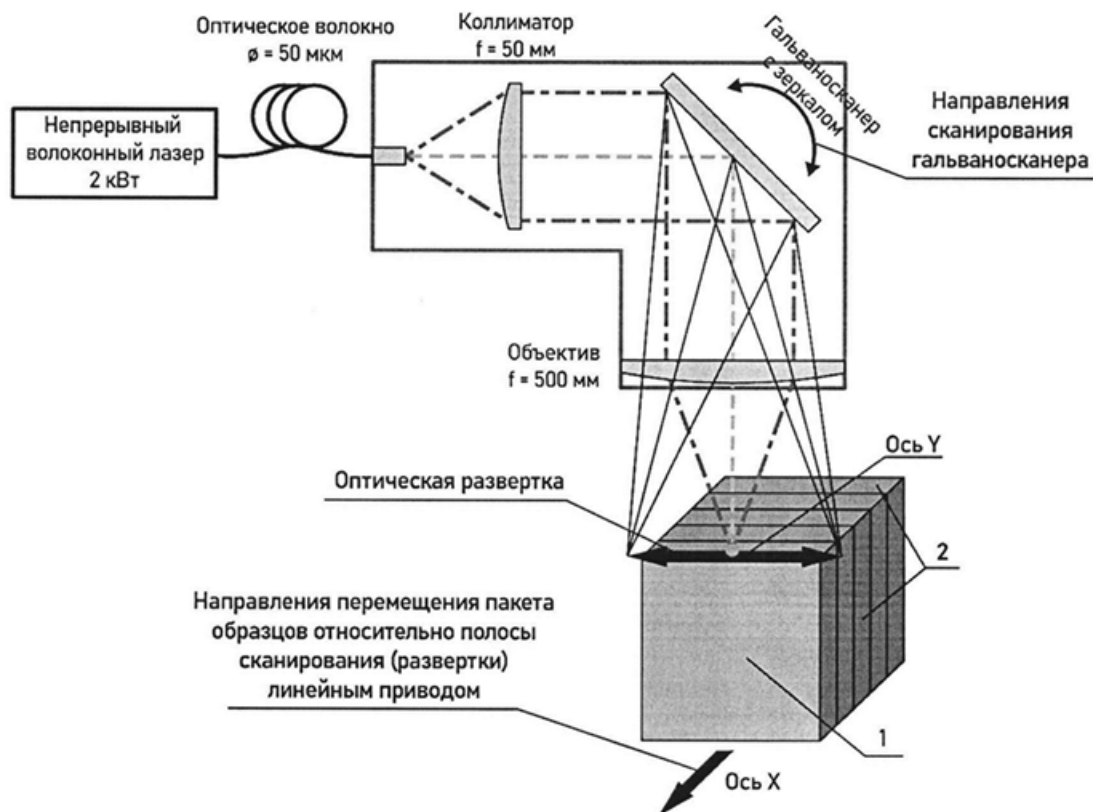 Оптическое волокно
ø = 50 мкм
Коллиматор
f = 50 мм
Гальваносканер
с зеркалом
Направления
сканирования
гальваносканера
Непрерывный
волоконный лазер
2 кВт
Объектив
f = 500 мм
Ось Y
Оптическая развертка
2
Направления перемещения пакета
образцов относительно полосы
сканирования (развертки)
линейным приводом
1
Ось X